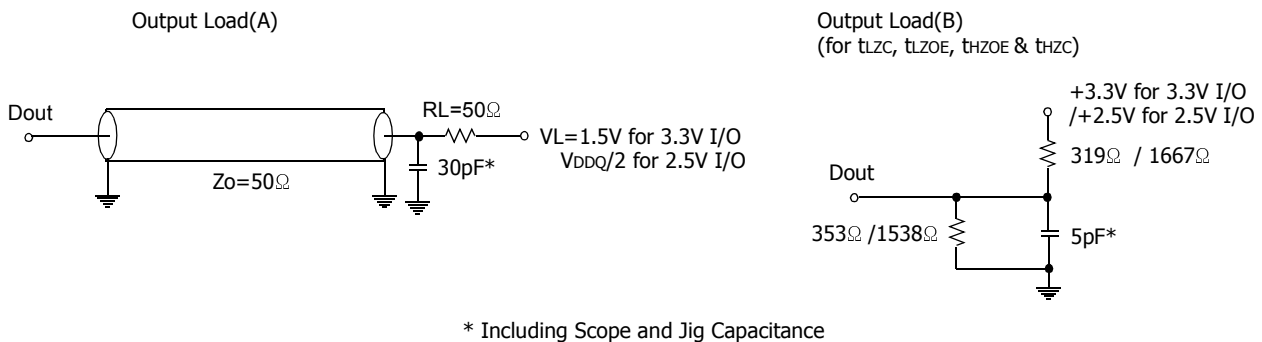 Output Load(A)
Dout
Zo=50Ω
RL=50Ω
30pF*
VL=1.5V for 3.3V I/O
VDDQ/2 for 2.5V I/O
Output Load(B)
(for tLZC, tLZOE, tHZOE & tHZC)
+3.3V for 3.3V I/O
/+2.5V for 2.5V I/O
319Ω / 1667Ω
Dout
353Ω /1538Ω
5pF*
* Including Scope and Jig Capacitance